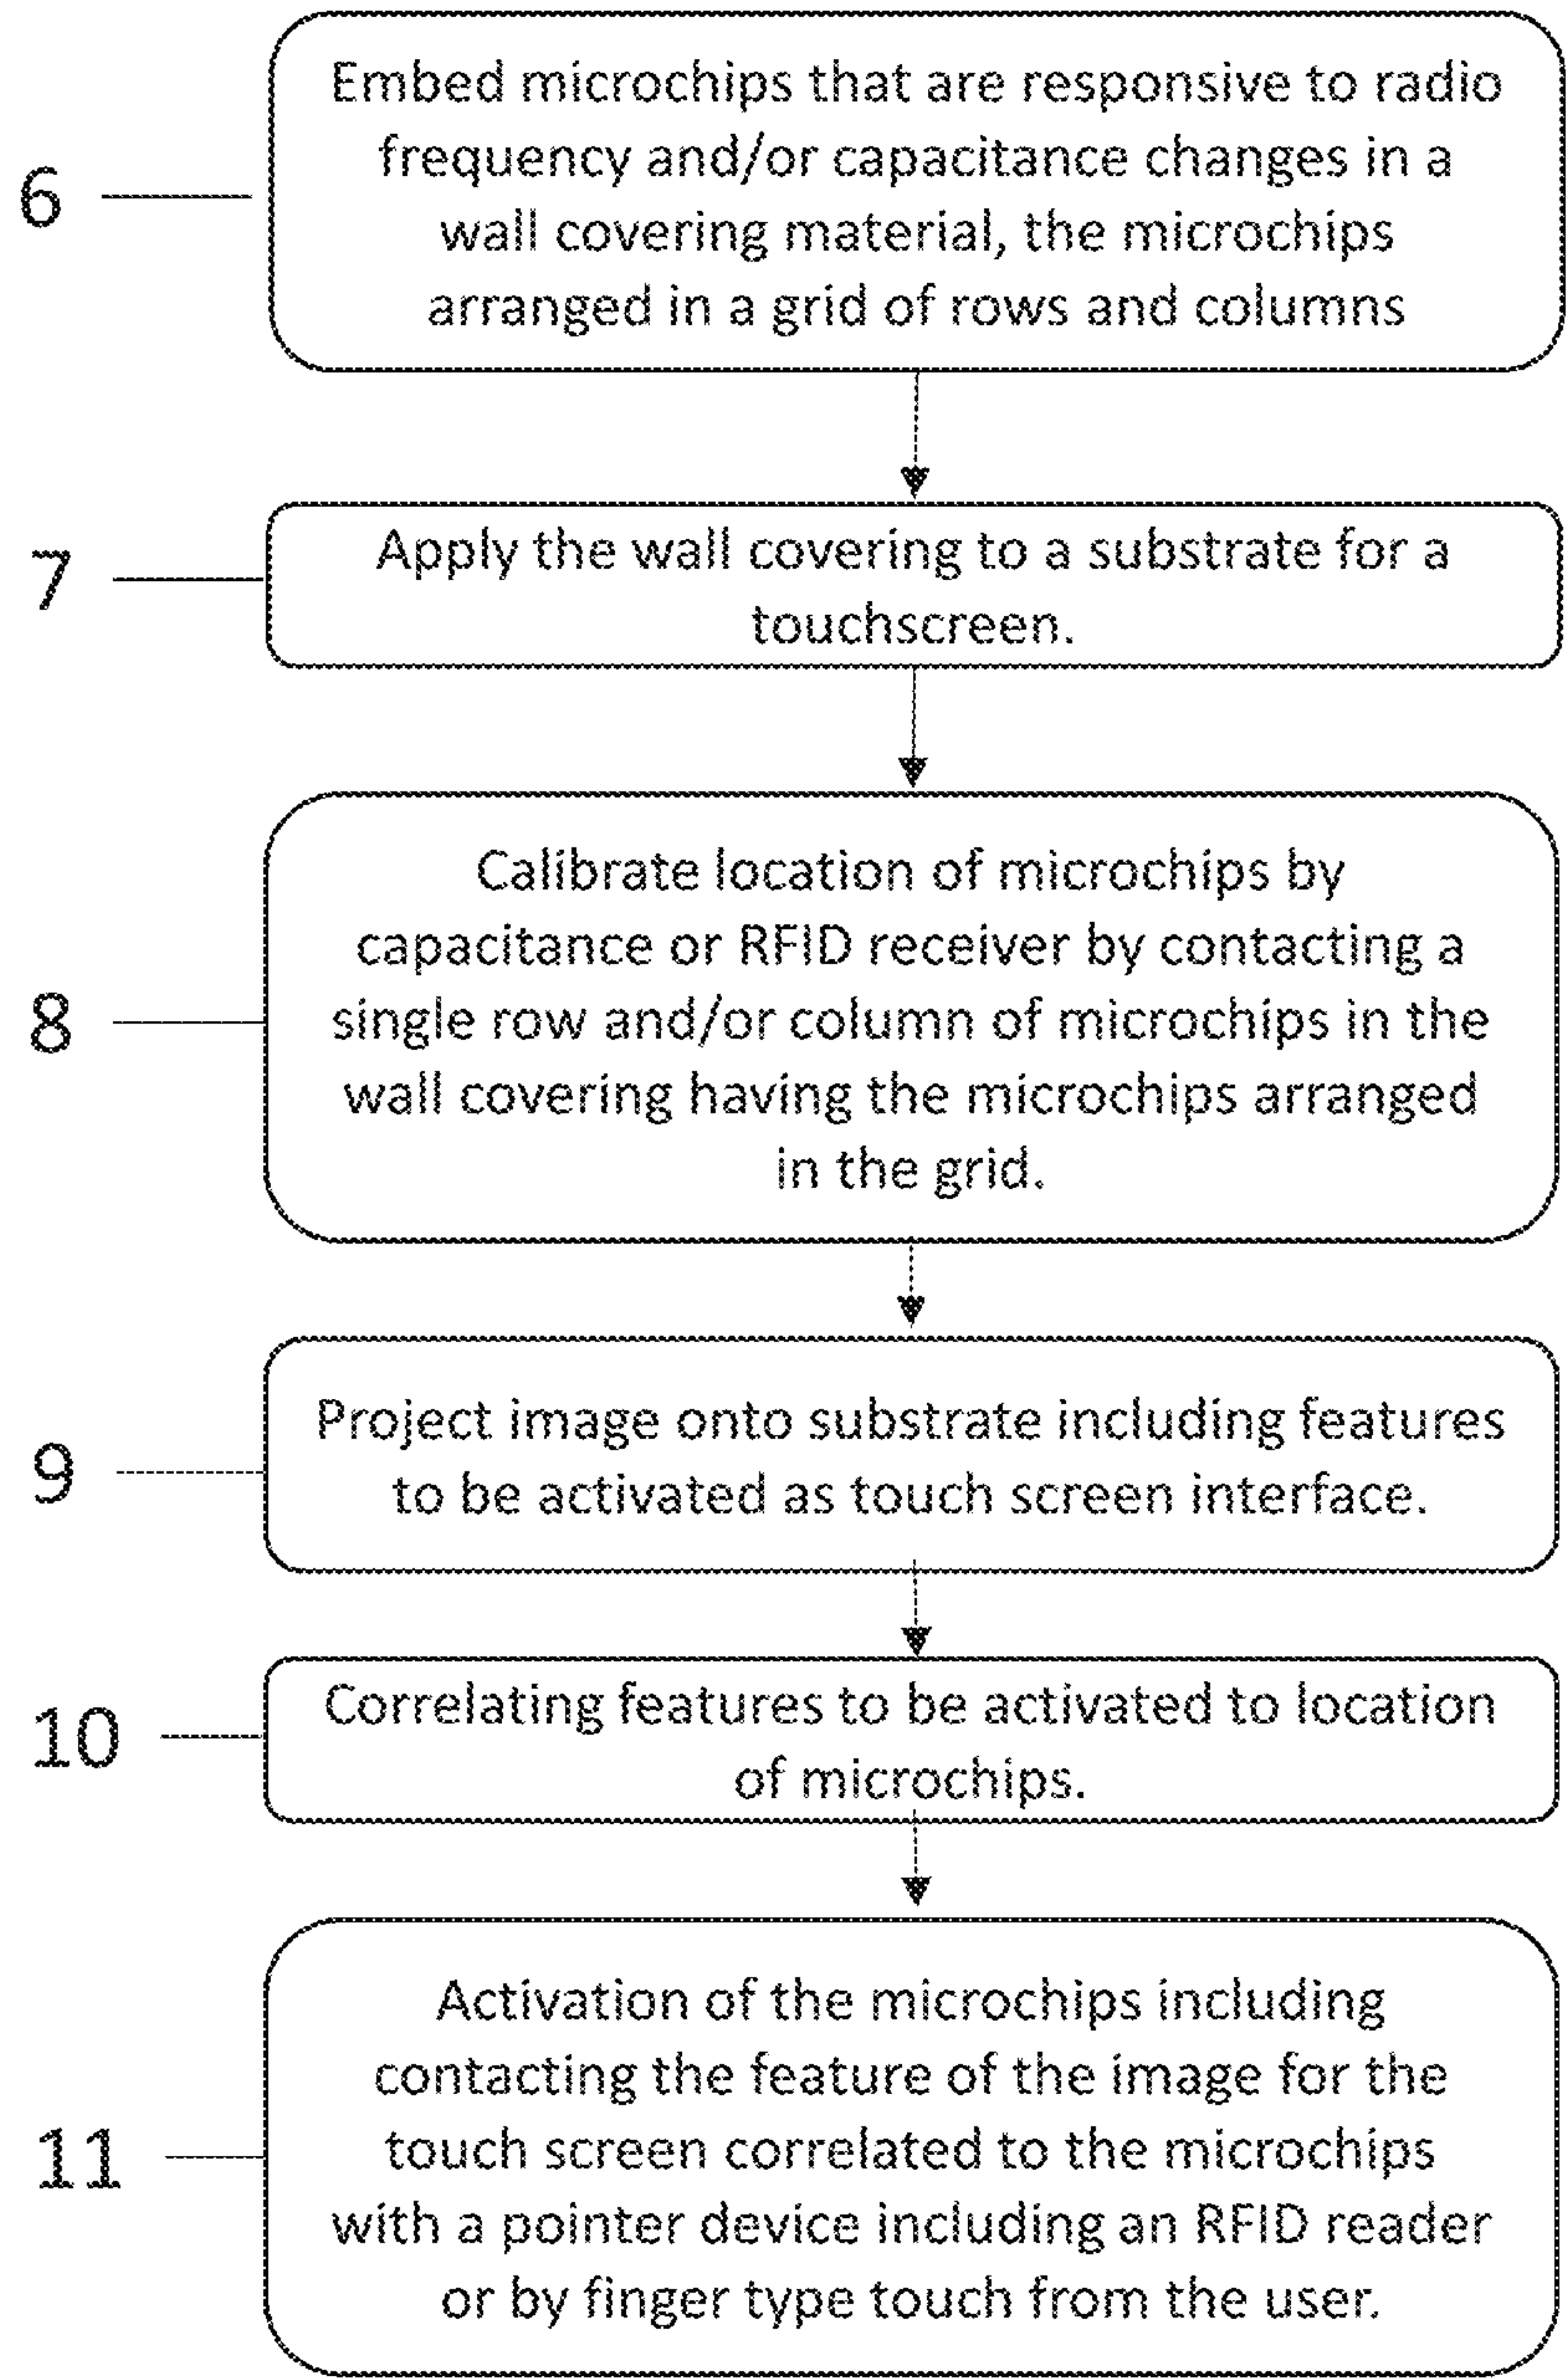 Embed microchips that are responsive to radio
frequency and/or capacitance changes in a
wall covering material, the microchips
arranged in a grid of rows and columns
6
Apply the wall covering to a substrate for a
touchscreen.
7
Calibrate location of microchips by
capacitance or RFID receiver by contacting a
single row and/or column of microchips in the
wall covering having the microchips arranged
in the grid.
8
Project image onto substrate including features
to be activated as touch screen interface.
9
Correlating features to be activated to location
of microchips.
10
Activation of the microchips including
contacting the feature of the image for the
touch screen correlated to the microchips
with a pointer device including an RFID reader
or by finger type touch from the user.
11